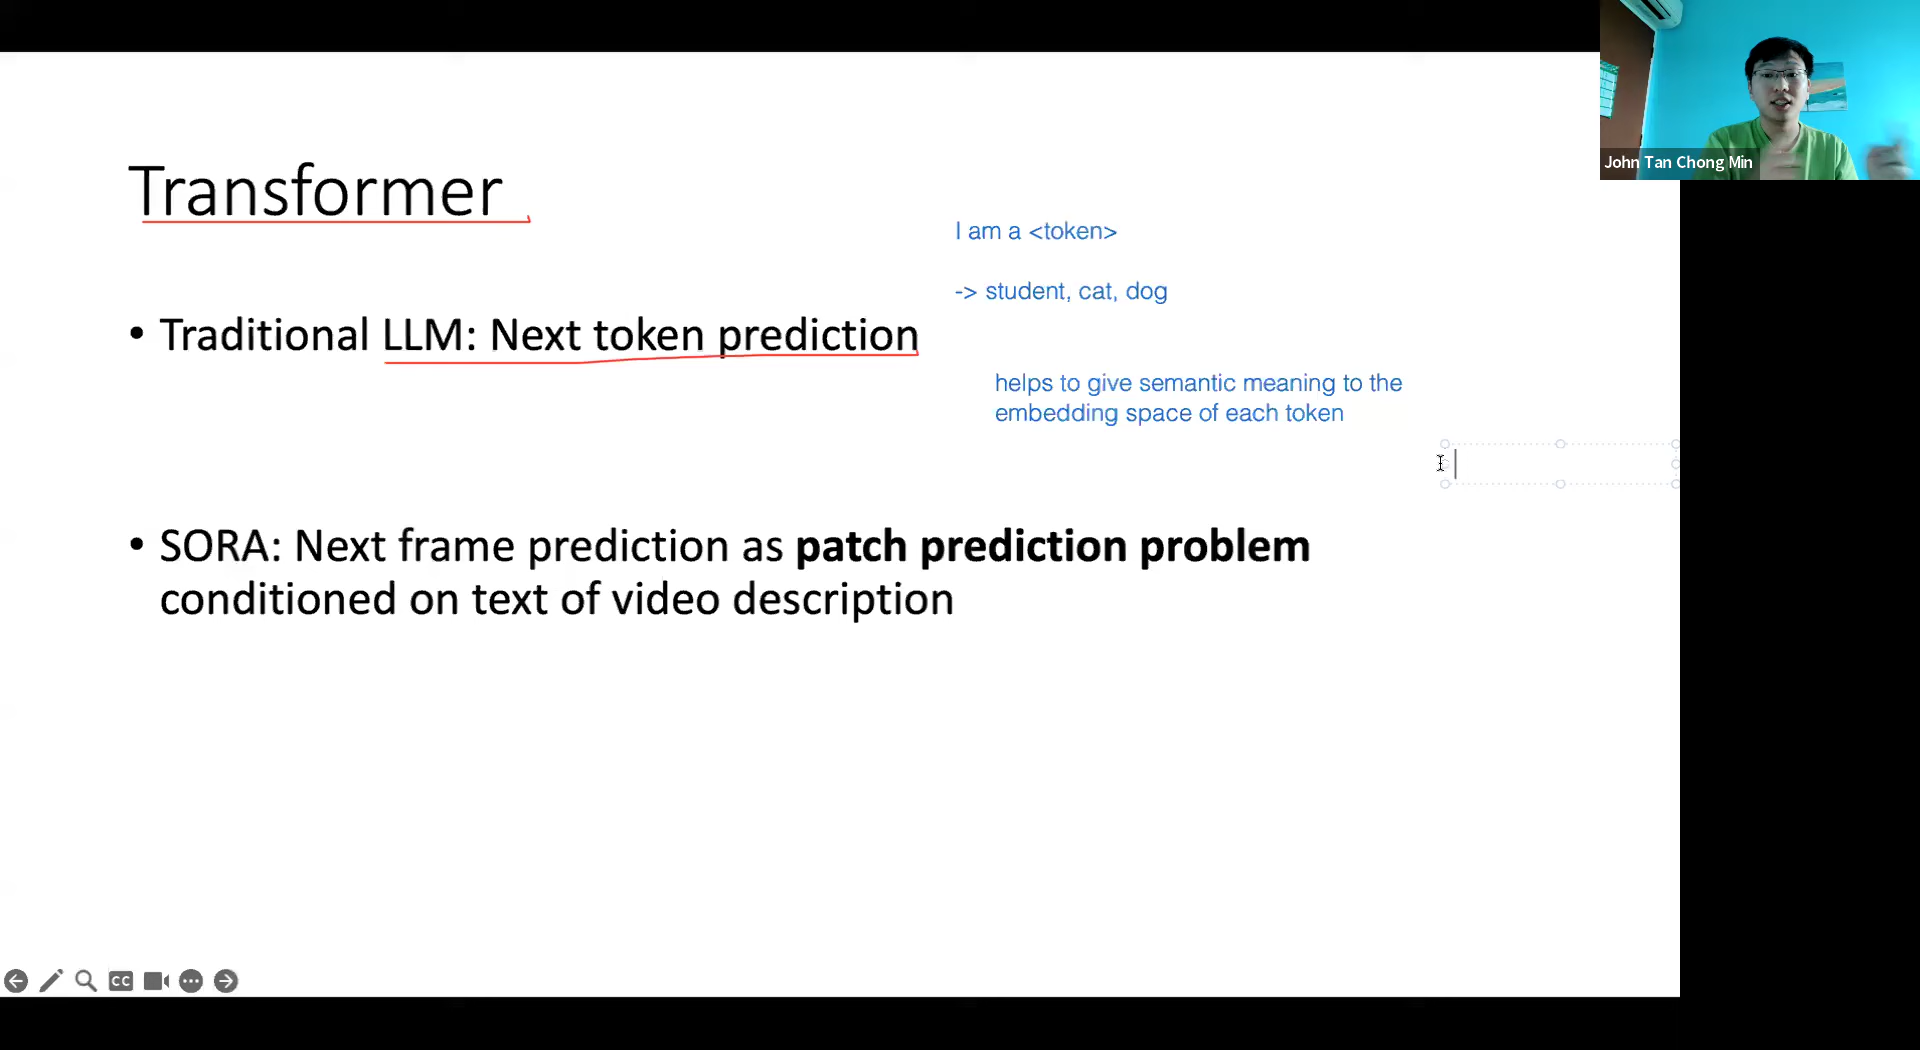 John Tan Chong Min
Transformer
I am a <token>
-> student, cat, dog
• Traditional LLM: Next token prediction
helps to give semantic meaning to the
embedding space of each token
• SORA: Next frame prediction as patch prediction problem
conditioned on text of video description
CC